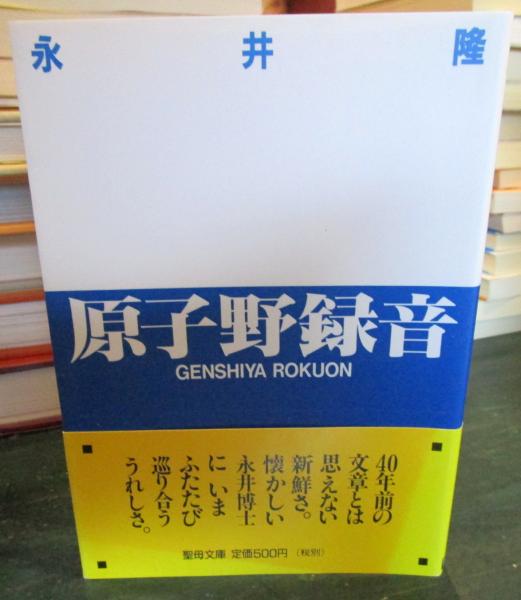 永井隆
原子野録音
GENSHIYA ROKUON
40年前の
文章とは
思えない
新鮮さ。
懐かしい
永井博士
に いま
ふたたび
巡り合う
うれしさ。
聖母文庫 定価500円（税別）